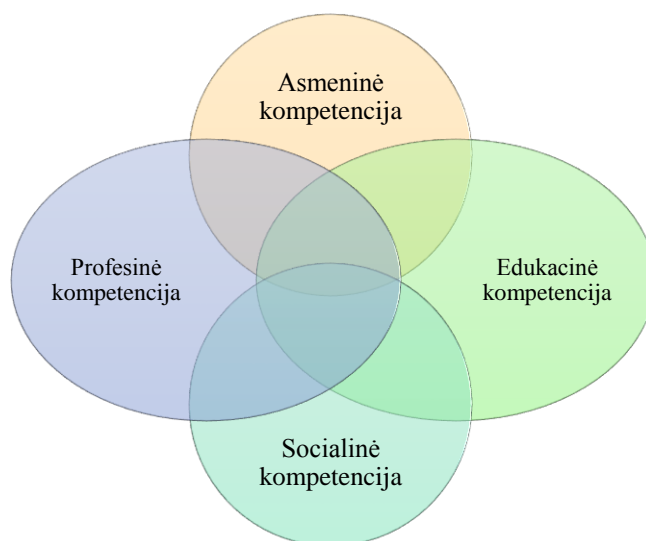 Asmeninė
kompetencija
Profesinė
kompetencija
Edukacinė
kompetencija
Socialinė
kompetencija